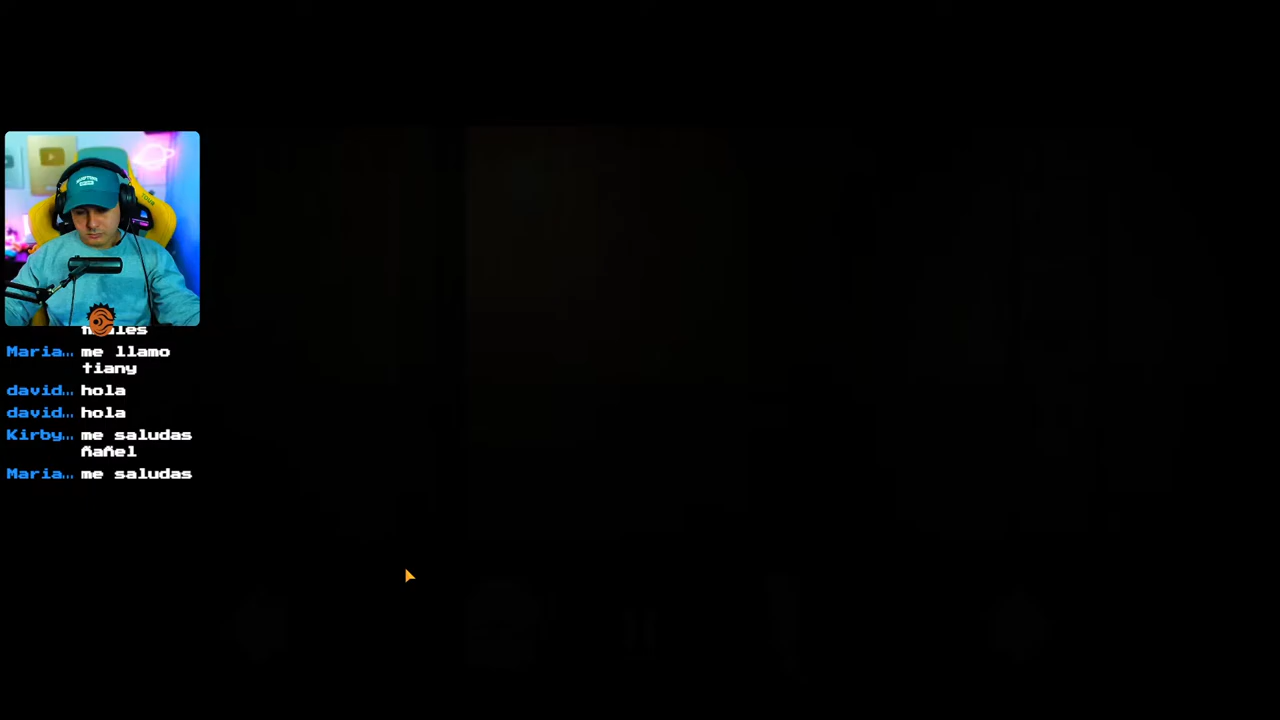 Maria... me llamo
tiany
david... hola
david... hola
Kirby... me saludas
ñañel
Maria... me saludas